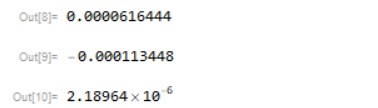 Out[8]= 0.0000616444
Out[9]= -0.000113448
Out[10]= 2.18964 × 10⁻⁶